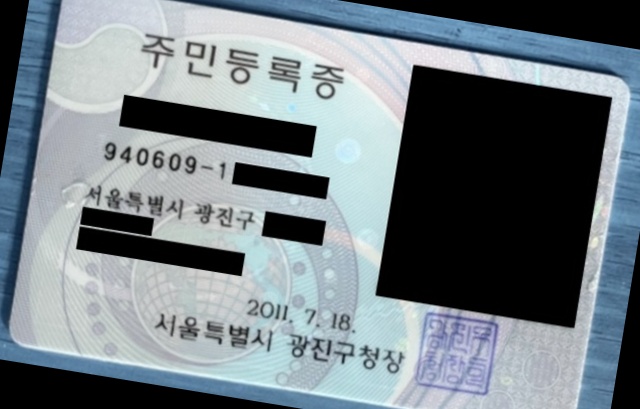 주민등록증
940609-1
서울특별시 광진구
2011. 7. 18.
서울특별시 광진구청장